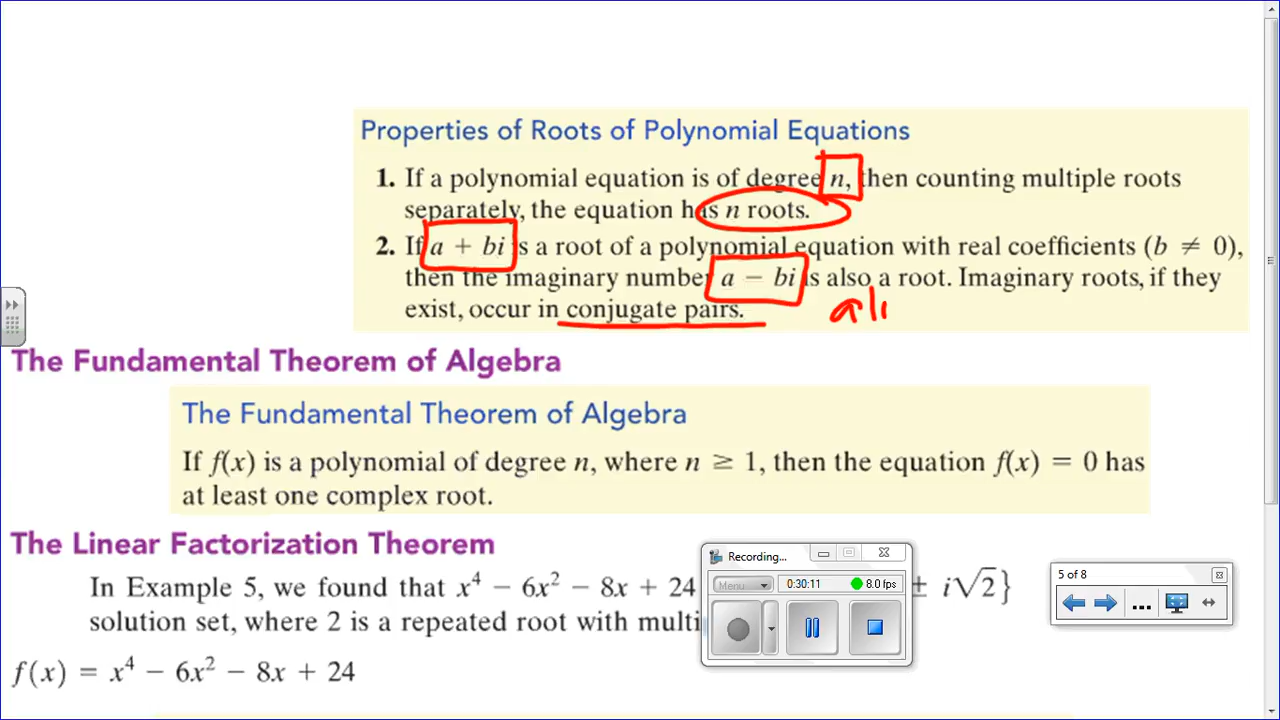 Properties of Roots of Polynomial Equations
1. If a polynomial equation is of degree n, then counting multiple roots
separately, the equation has n roots.
2. If a + bi is a root of a polynomial equation with real coefficients (b ≠ 0),
then the imaginary number a − bi is also a root. Imaginary roots, if they
exist, occur in conjugate pairs.
The Fundamental Theorem of Algebra
The Fundamental Theorem of Algebra
If f(x) is a polynomial of degree n, where n ≥ 1, then the equation f(x) = 0 has
at least one complex root.
The Linear Factorization Theorem
In Example 5, we found that x⁴ − 6x² − 8x + 24 ± i√2}
solution set, where 2 is a repeated root with multi
f(x) = x⁴ − 6x² − 8x + 24
Recording...
Menu
0:30:11
8.0 fps
5 of 8
...